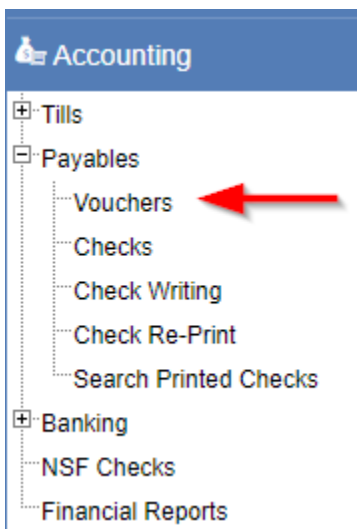 Accounting
Tills
Payables
Vouchers
Checks
Check Writing
Check Re-Print
Search Printed Checks
Banking
NSF Checks
Financial Reports